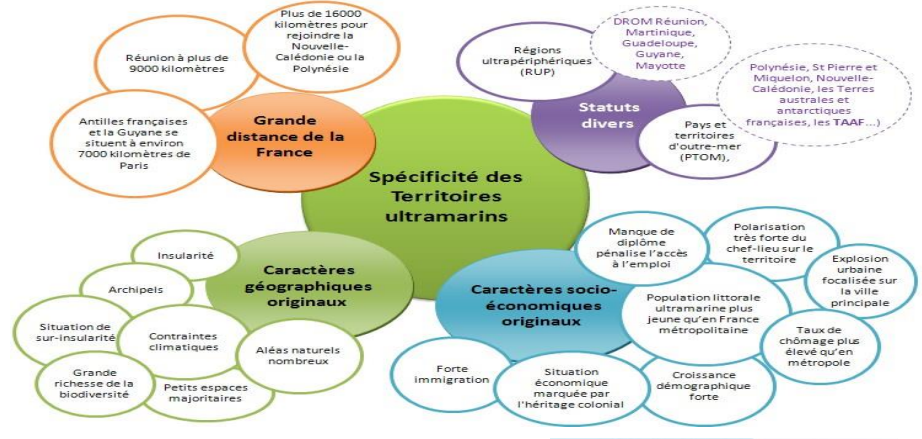 Plus de 16000
kilomètres pour
rejoindre la
Nouvelle-
Calédonie ou la
Polynésie
Réunion à plus de
9000 kilomètres
Antilles françaises
et la Guyane se
situent à environ
7000 kilomètres de
Paris
Grande
distance de la
France
Régions
ultrapériphériques
(RUP)
DROM Réunion,
Martinique,
Guadeloupe,
Guyane,
Mayotte
Statuts
divers
Polynésie, St Pierre et
Miquelon, Nouvelle-
Calédonie, les Terres
australes et
antarctiques
françaises, les TAAF...)
Pays et
territoires
d'outre-mer
(PTOM),
Spécificité des
Territoires
ultramarins
Insularité
Archipels
Situation de
sur-insularité
Contraintes
climatiques
Grande
richesse de la
biodiversité
Petits espaces
majoritaires
Aléas naturels
nombreux
Caractères
géographiques
originaux
Caractères socio-
économiques
originaux
Manque de
diplôme
pénalise l'accès
à l'emploi
Polarisation
très forte du
chef-lieu sur le
territoire
Explosion
urbaine
focalisée sur
la ville
principale
Population littorale
ultramarine plus
jeune qu'en France
métropolitaine
Taux de
chômage plus
élevé qu'en
métropole
Forte
immigration
Situation
économique
marquée par
l'héritage colonial
Croissance
démographique
forte